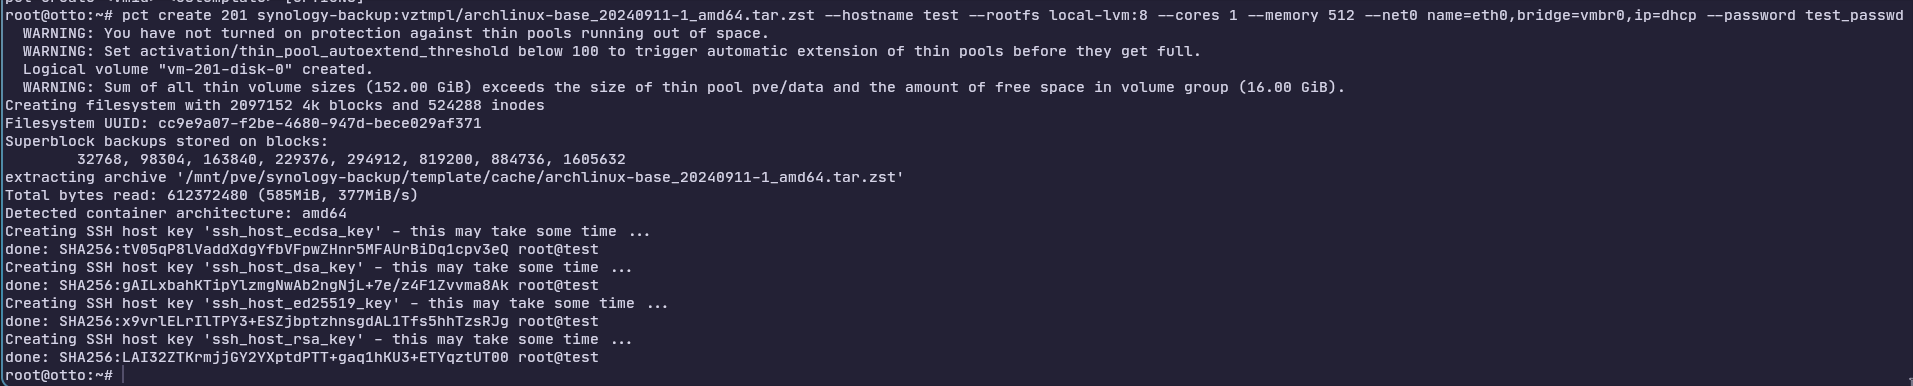 root@otto:~# pct create 201 synology-backup:vztmpl/archlinux-base_20240911-1_amd64.tar.zst --hostname test --rootfs local-lvm:8 --cores 1 --memory 512 --net0 name=eth0,bridge=vmbr0,ip=dhcp --password test_passwd
  WARNING: You have not turned on protection against thin pools running out of space.
  WARNING: Set activation/thin_pool_autoextend_threshold below 100 to trigger automatic extension of thin pools before they get full.
  Logical volume "vm-201-disk-0" created.
  WARNING: Sum of all thin volume sizes (152.00 GiB) exceeds the size of thin pool pve/data and the amount of free space in volume group (16.00 GiB).
Creating filesystem with 2097152 4k blocks and 524288 inodes
Filesystem UUID: cc9e9a07-f2be-4680-947d-bece029af371
Superblock backups stored on blocks:
        32768, 98304, 163840, 229376, 294912, 819200, 884736, 1605632
extracting archive '/mnt/pve/synology-backup/template/cache/archlinux-base_20240911-1_amd64.tar.zst'
Total bytes read: 612372480 (585MiB, 377MiB/s)
Detected container architecture: amd64
Creating SSH host key 'ssh_host_ecdsa_key' - this may take some time ...
done: SHA256:tV05qP8lVaddXdgYfbVFpwZHnr5MFAUrBiDq1cpv3eQ root@test
Creating SSH host key 'ssh_host_dsa_key' - this may take some time ...
done: SHA256:gAILxbahKTipYlzmgNwAb2ngNjL+7e/z4F1Zvvma8Ak root@test
Creating SSH host key 'ssh_host_ed25519_key' - this may take some time ...
done: SHA256:x9vrlELrIlTPY3+ESZjbptzhnsgdAL1Tfs5hhTzsRJg root@test
Creating SSH host key 'ssh_host_rsa_key' - this may take some time ...
done: SHA256:LAI32ZTKrmjjGY2YXptdPTT+gaq1hKU3+ETYqztUT00 root@test
root@otto:~#